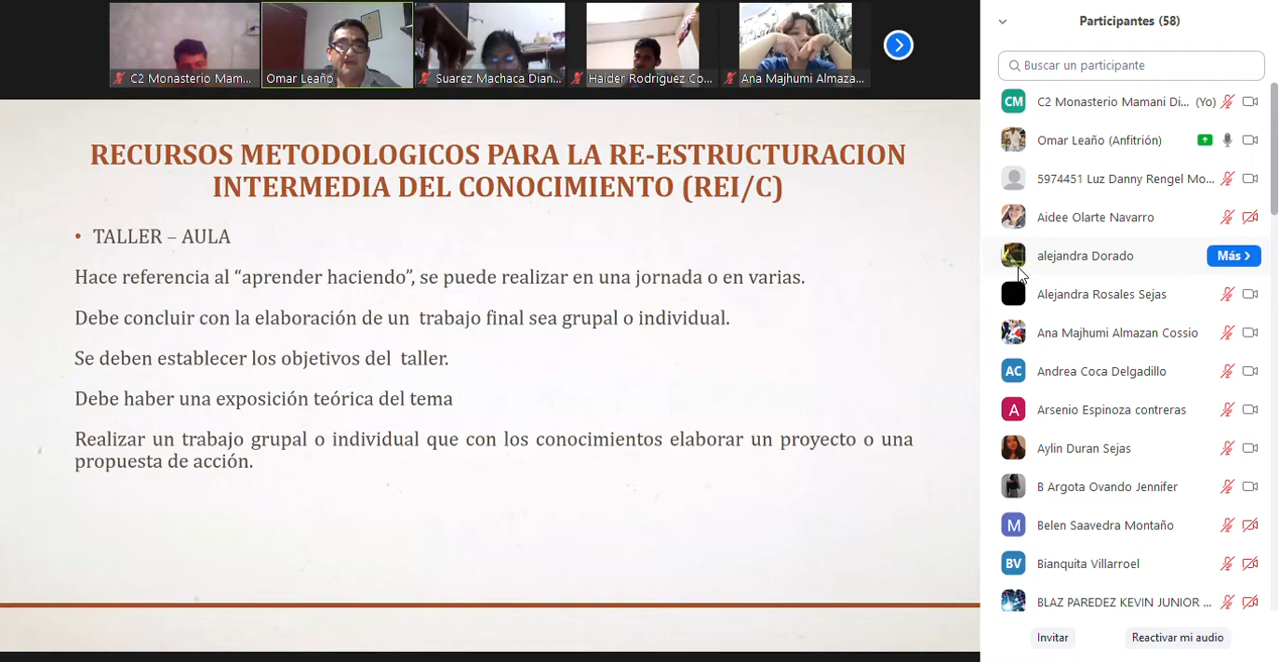 C2 Monasterio Mam...
Omar Leaño
Suarez Machaca Dian...
Haider Rodriguez Co...
Ana Majhumi Almaza...
RECURSOS METODOLOGICOS PARA LA RE-ESTRUCTURACION
INTERMEDIA DEL CONOCIMIENTO (REI/C)
• TALLER – AULA
Hace referencia al “aprender haciendo”, se puede realizar en una jornada o en varias.
Debe concluir con la elaboración de un trabajo final sea grupal o individual.
Se deben establecer los objetivos del taller.
Debe haber una exposición teórica del tema
Realizar un trabajo grupal o individual que con los conocimientos elaborar un proyecto o una
propuesta de acción.
Participantes (58)
Buscar un participante
CM C2 Monasterio Mamani Di... (Yo)
Omar Leaño (Anfitrión)
5974451 Luz Danny Rengel Mo...
Aidee Olarte Navarro
alejandra Dorado Más >
Alejandra Rosales Sejas
Ana Majhumi Almazan Cossio
AC Andrea Coca Delgadillo
A Arsenio Espinoza contreras
Aylin Duran Sejas
B Argota Ovando Jennifer
M Belen Saavedra Montaño
BV Bianquita Villarroel
BLAZ PAREDEZ KEVIN JUNIOR ...
Invitar Reactivar mi audio